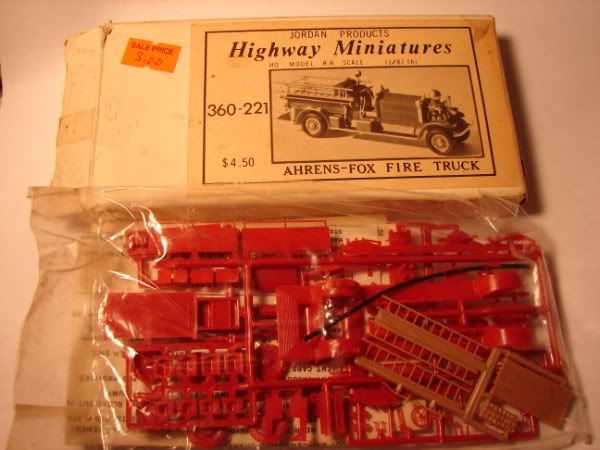 SALE PRICE
3.00
JORDAN PRODUCTS
Highway Miniatures
HO MODEL R.R. SCALE (1/87th)
360-221
$4.50
AHRENS-FOX FIRE TRUCK